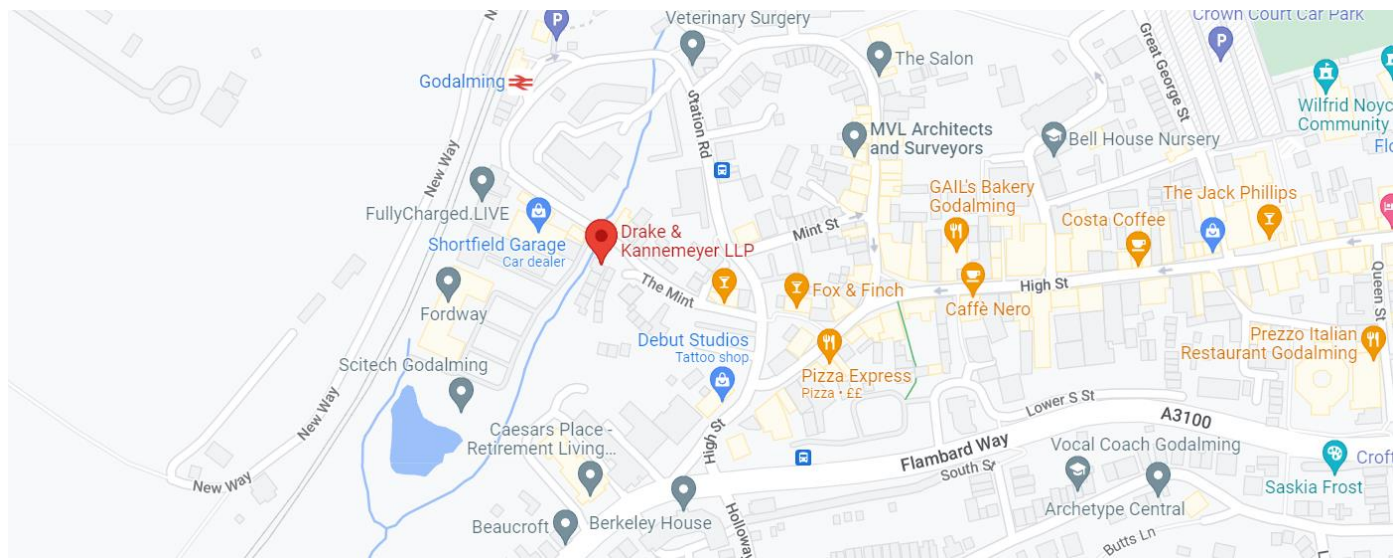 Veterinary Surgery
Crown Court Car Park
P
P
Great George St
The Salon
Godalming
Wilfrid Noyc
Community
Flo
Station Rd
MVL Architects
and Surveyors
Bell House Nursery
New Way
FullyCharged.LIVE
GAIL's Bakery
Godalming
The Jack Phillips
Costa Coffee
Drake &
Kannemeyer LLP
Mint St
Shortfield Garage
Car dealer
The Mint
Fox & Finch
High St
Caffè Nero
Queen St
Fordway
Debut Studios
Tattoo shop
Prezzo Italian
Restaurant Godalming
Scitech Godalming
Pizza Express
Pizza • ££
New Way
Lower S St
A3100
Caesars Place -
Retirement Living...
High St
Flambard Way
Vocal Coach Godalming
South St
Croft
New Way
Saskia Frost
Beaucroft
Berkeley House
Holloway
Archetype Central
Butts Ln